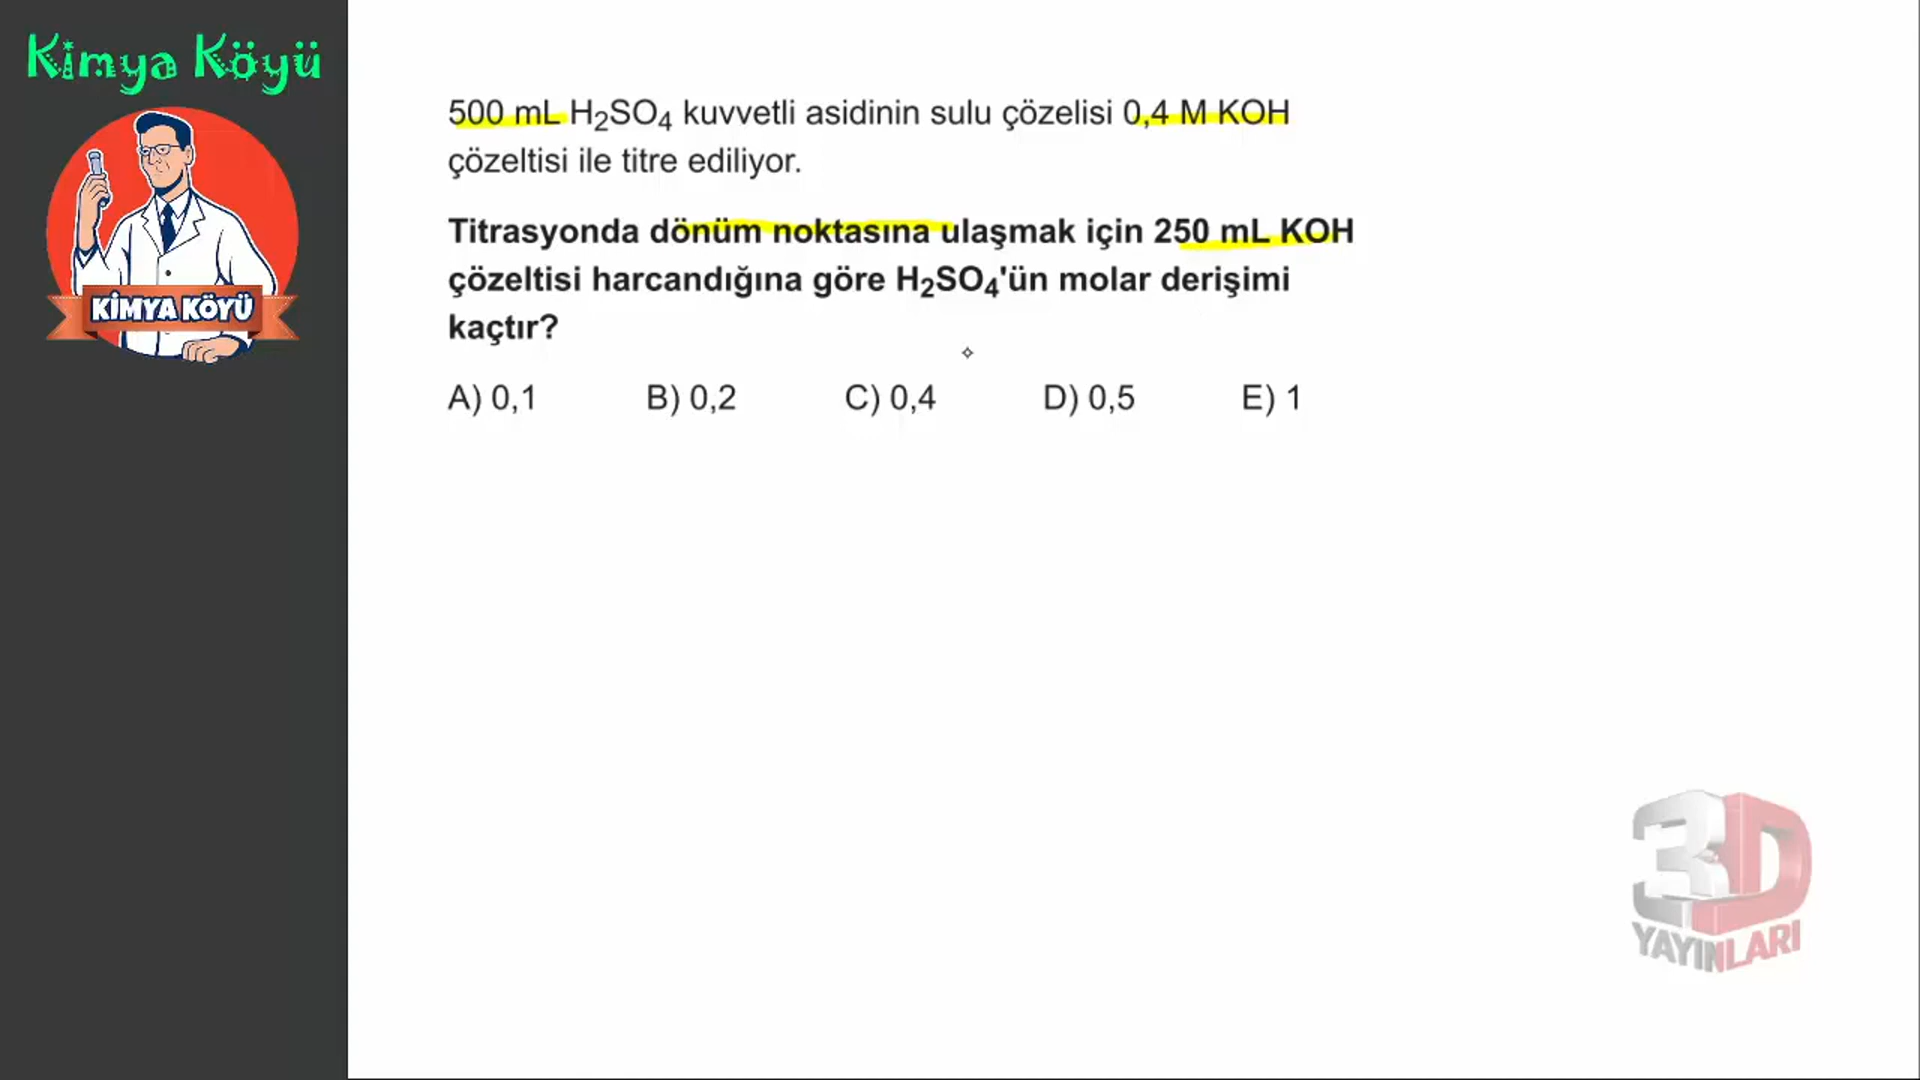 Kimya Köyü
KİMYA KÖYÜ
500 mL H₂SO₄ kuvvetli asidinin sulu çözelisi 0,4 M KOH
çözeltisi ile titre ediliyor.
Titrasyonda dönüm noktasına ulaşmak için 250 mL KOH
çözeltisi harcandığına göre H₂SO₄'ün molar derişimi
kaçtır?
A) 0,1 B) 0,2 C) 0,4 D) 0,5 E) 1
3D
YAYINLARI